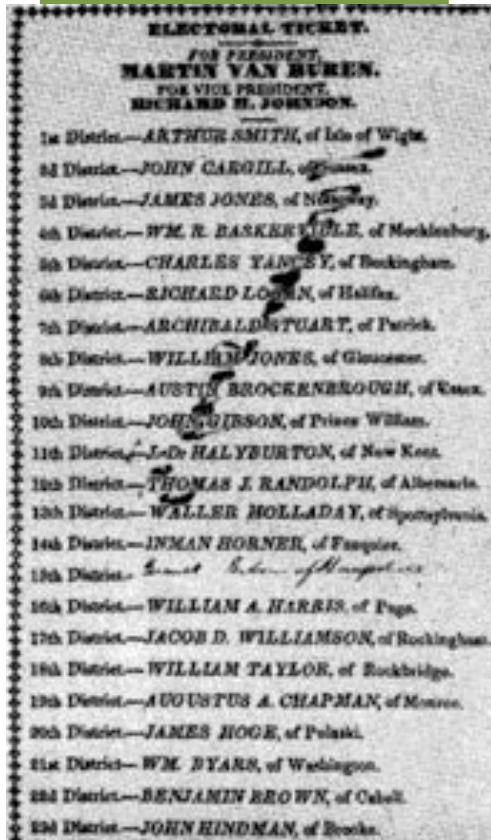 ELECTORAL TICKET.
FOR PRESIDENT,
MARTIN VAN BUREN.
FOR VICE PRESIDENT,
RICHARD M. JOHNSON.
1st District.—ARTHUR SMITH, of Isle of Wight.
2d District.—JOHN CARGILL, of Sussex.
3d District.—JAMES JONES, of Nottoway.
4th District.—WM. R. BASKERVILLE, of Mecklenburg,
5th District.—CHARLES YANCEY, of Buckingham.
6th District.—RICHARD LOGAN, of Halifax.
7th District.—ARCHIBALD STUART, of Patrick.
8th District.—WILLIAM JONES, of Gloucester.
9th District.—AUSTIN BROCKENBROUGH, of Essex.
10th District.—JOHN GIBSON, of Prince William.
11th District.—J. D. HALYBURTON, of New Kent.
12th District.—THOMAS J. RANDOLPH, of Albemarle.
13th District.—WALLER HOLLADAY, of Spottsylvania.
14th District.—INMAN HORNER, of Fauquier.
15th District. of
16th District.—WILLIAM A. HARRIS, of Page.
17th District.—JACOB D. WILLIAMSON, of Rockingham.
18th District.—WILLIAM TAYLOR, of Rockbridge.
19th District.—AUGUSTUS A. CHAPMAN, of Monroe.
20th District.—JAMES HOGE, of Pulaski.
21st District—WM. BYARS, of Washington.
22d District.—BENJAMIN BROWN, of Cabell.
23d District.—JOHN HINDMAN, of Brooke.